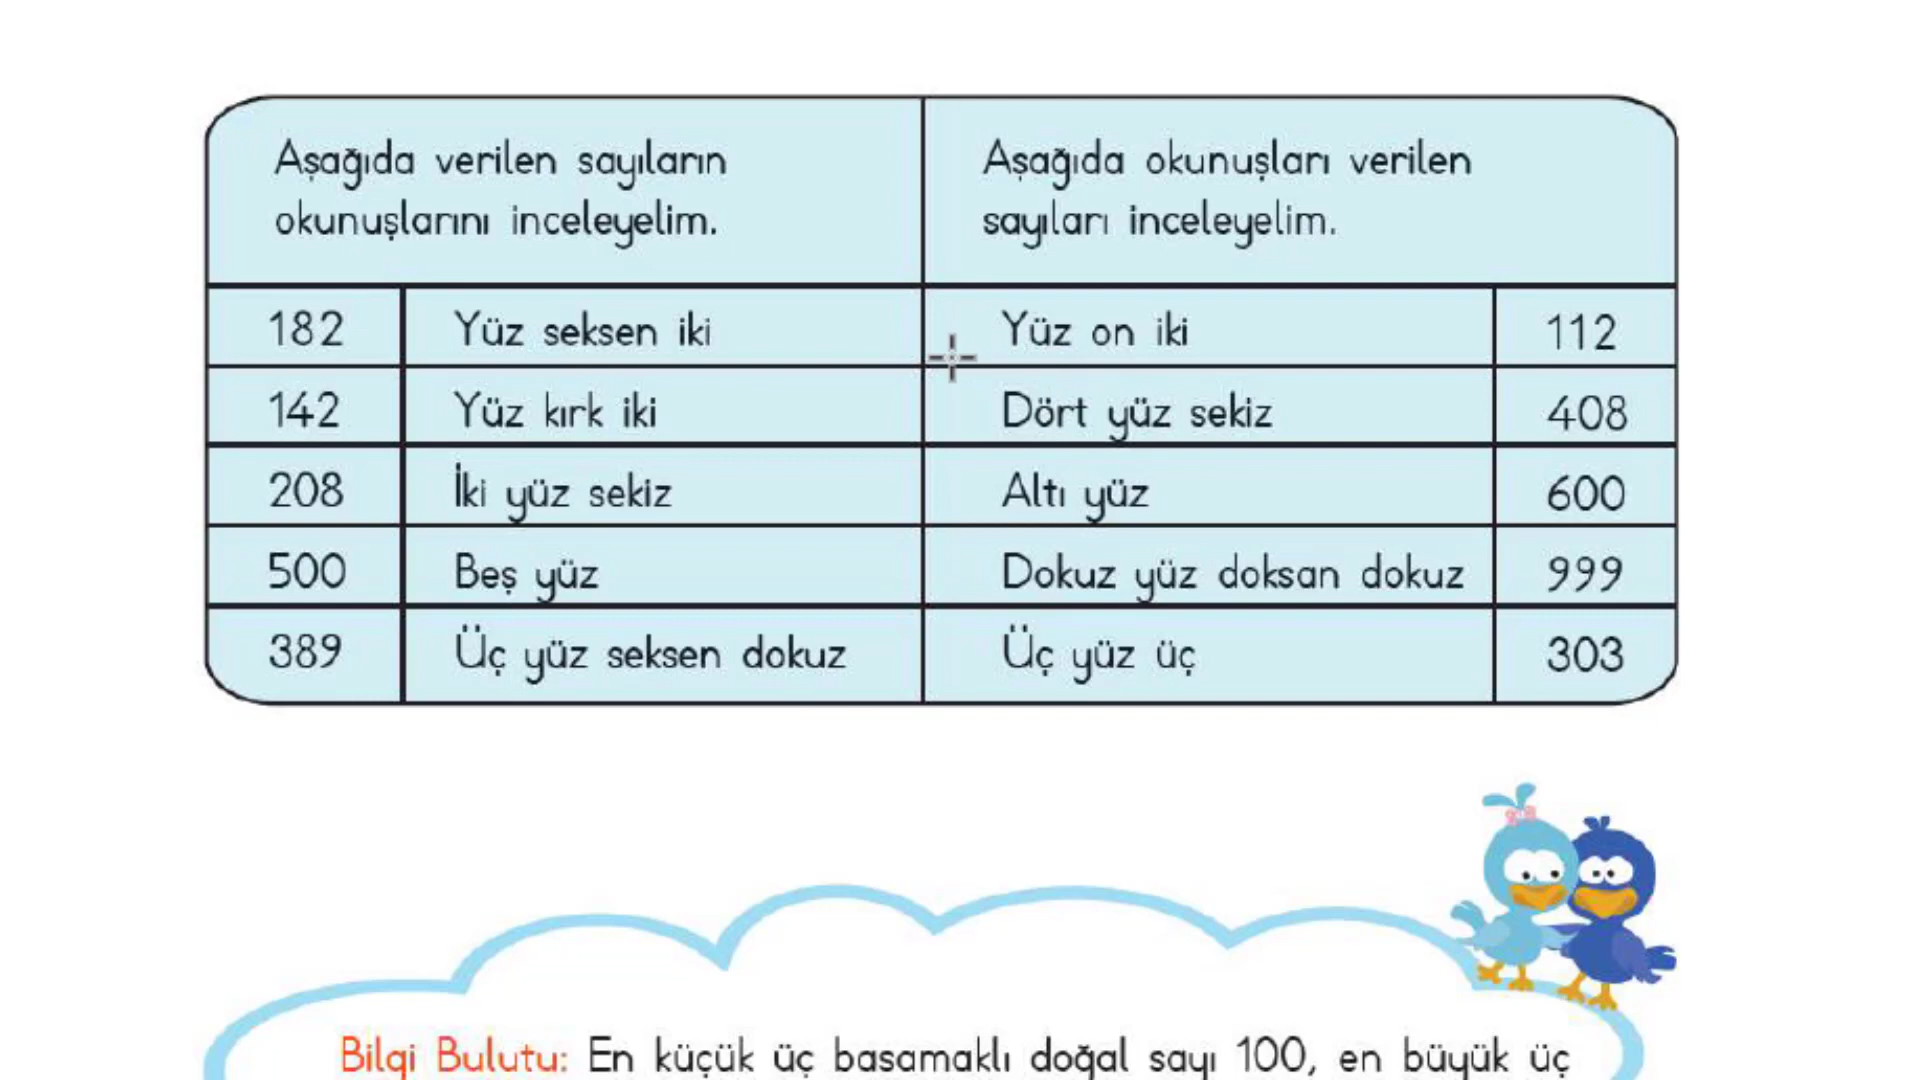 Aşağıda verilen sayıların
okunuşlarını inceleyelim.
Aşağıda okunuşları verilen
sayıları inceleyelim.
182 Yüz seksen iki Yüz on iki 112
142 Yüz kırk iki Dört yüz sekiz 408
208 İki yüz sekiz Altı yüz 600
500 Beş yüz Dokuz yüz doksan dokuz 999
389 Üç yüz seksen dokuz Üç yüz üç 303
Bilgi Bulutu: En küçük üç basamaklı doğal sayı 100, en büyük üç